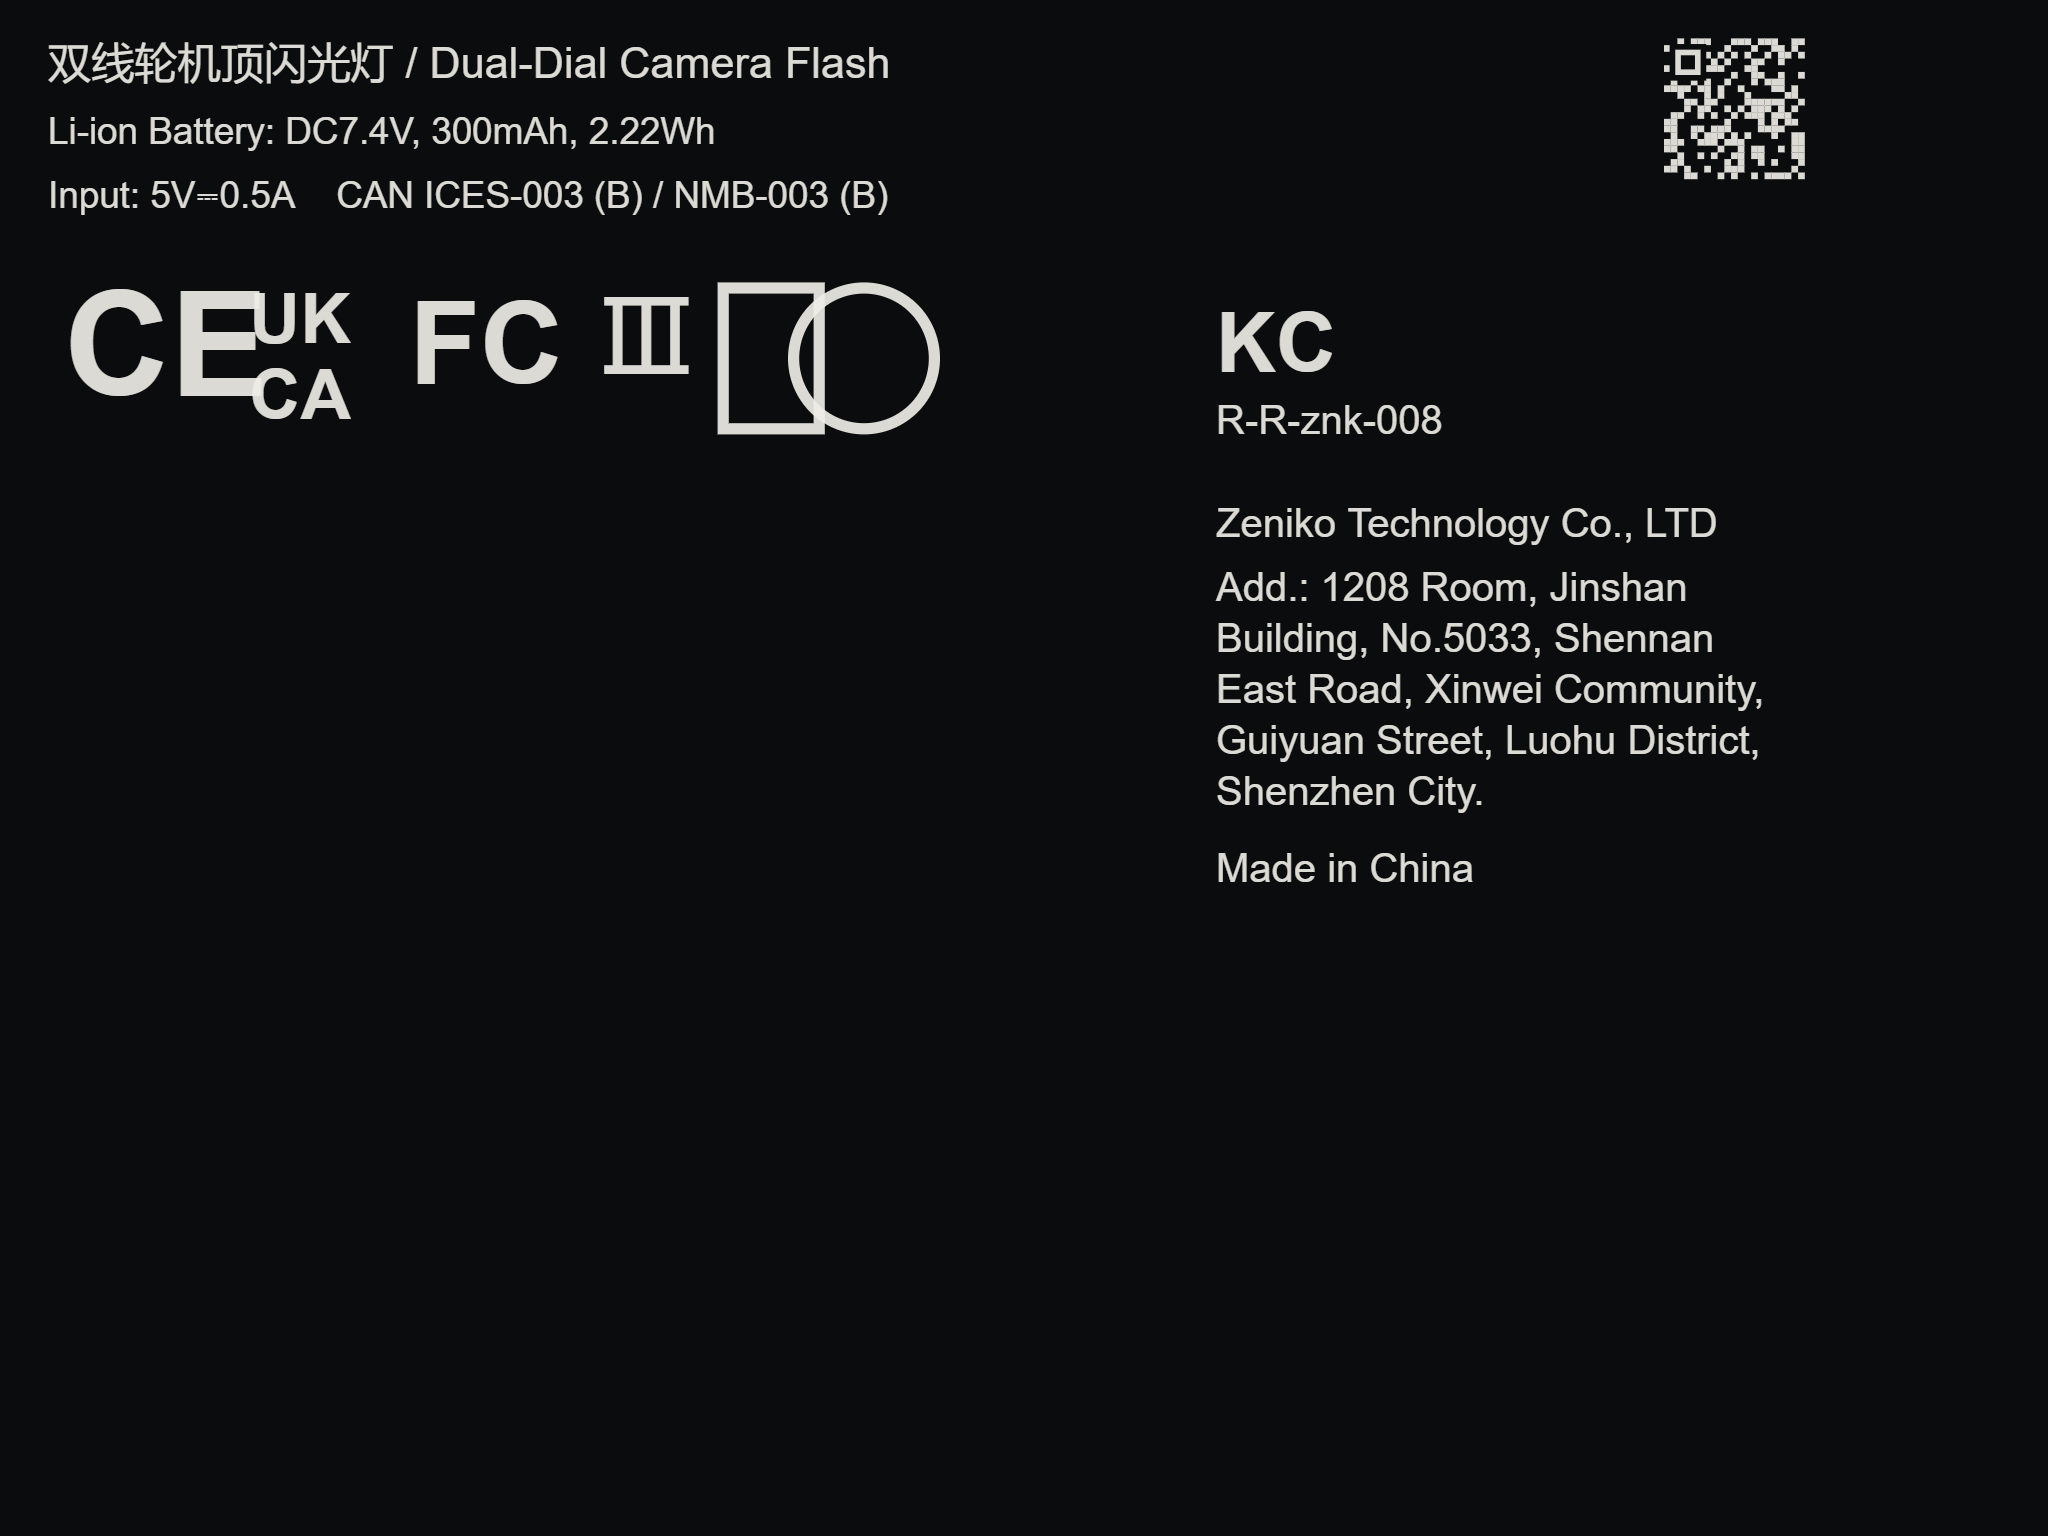 双线轮机顶闪光灯 / Dual-Dial Camera Flash
Li-ion Battery: DC7.4V, 300mAh, 2.22Wh
Input: 5V⎓0.5A CAN ICES-003 (B) / NMB-003 (B)
CE UK CA FC III
KC
R-R-znk-008
Zeniko Technology Co., LTD
Add.: 1208 Room, Jinshan
Building, No.5033, Shennan
East Road, Xinwei Community,
Guiyuan Street, Luohu District,
Shenzhen City.
Made in China